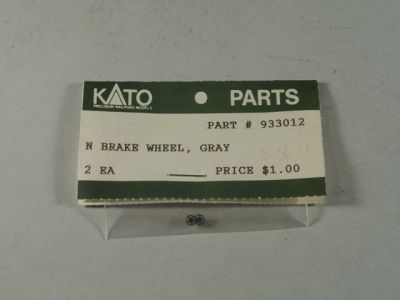 KATO PARTS
PRECISION RAILROAD MODELS
PART # 933012
N BRAKE WHEEL, GRAY
2 EA PRICE $1.00